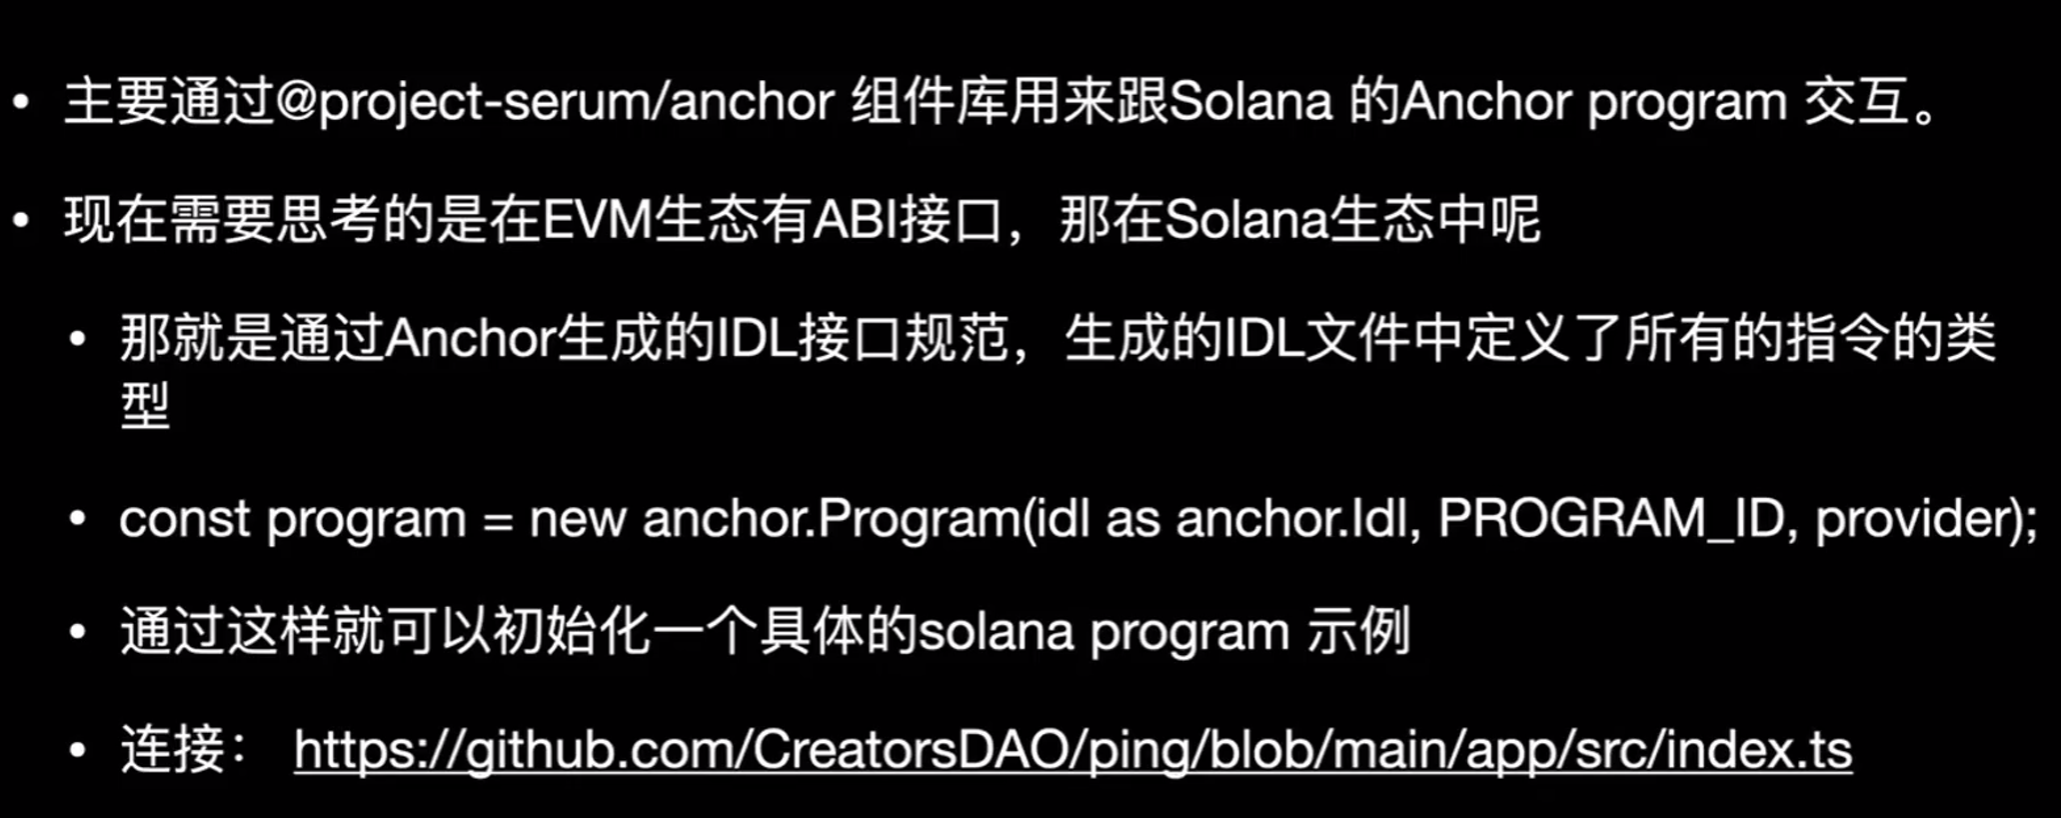 • 主要通过@project-serum/anchor 组件库用来跟Solana 的Anchor program 交互。
• 现在需要思考的是在EVM生态有ABI接口，那在Solana生态中呢
• 那就是通过Anchor生成的IDL接口规范，生成的IDL文件中定义了所有的指令的类
型
• const program = new anchor.Program(idl as anchor.Idl, PROGRAM_ID, provider);
• 通过这样就可以初始化一个具体的solana program 示例
• 连接： https://github.com/CreatorsDAO/ping/blob/main/app/src/index.ts